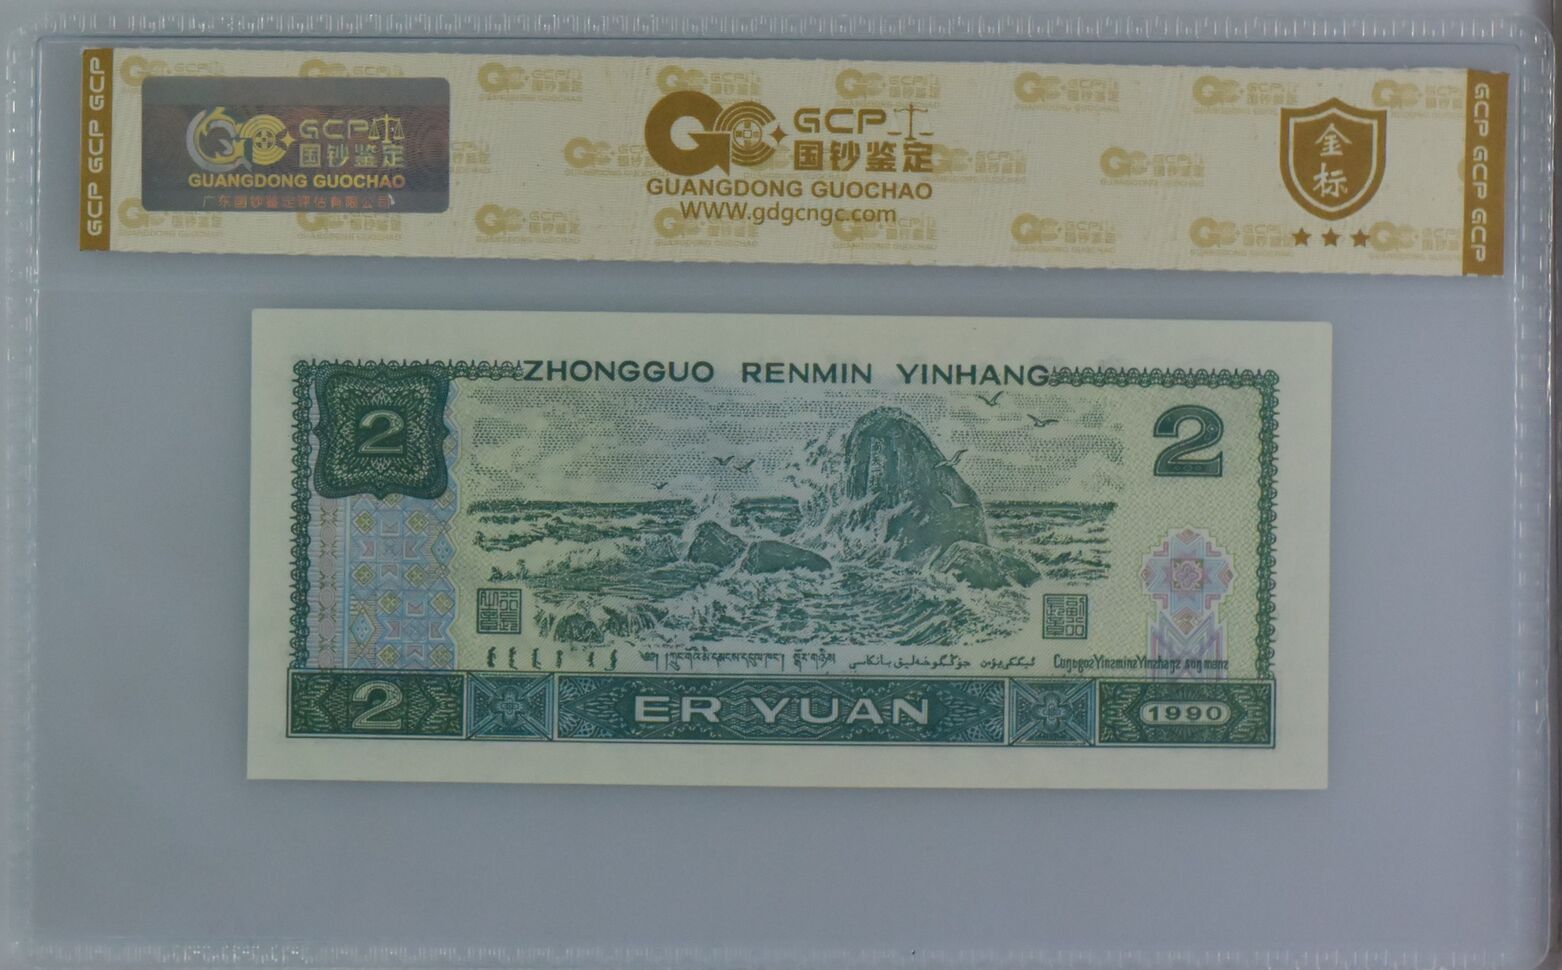 GCP GCP GCP
GCP 国钞鉴定
GUANGDONG GUOCHAO
广东国钞鉴定评估有限公司
GCP
国钞鉴定
GUANGDONG GUOCHAO
WWW.gdgcngc.com
金标
GCP GCP GCP
ZHONGGUO RENMIN YINHANG
2
2
2
ER YUAN
1990